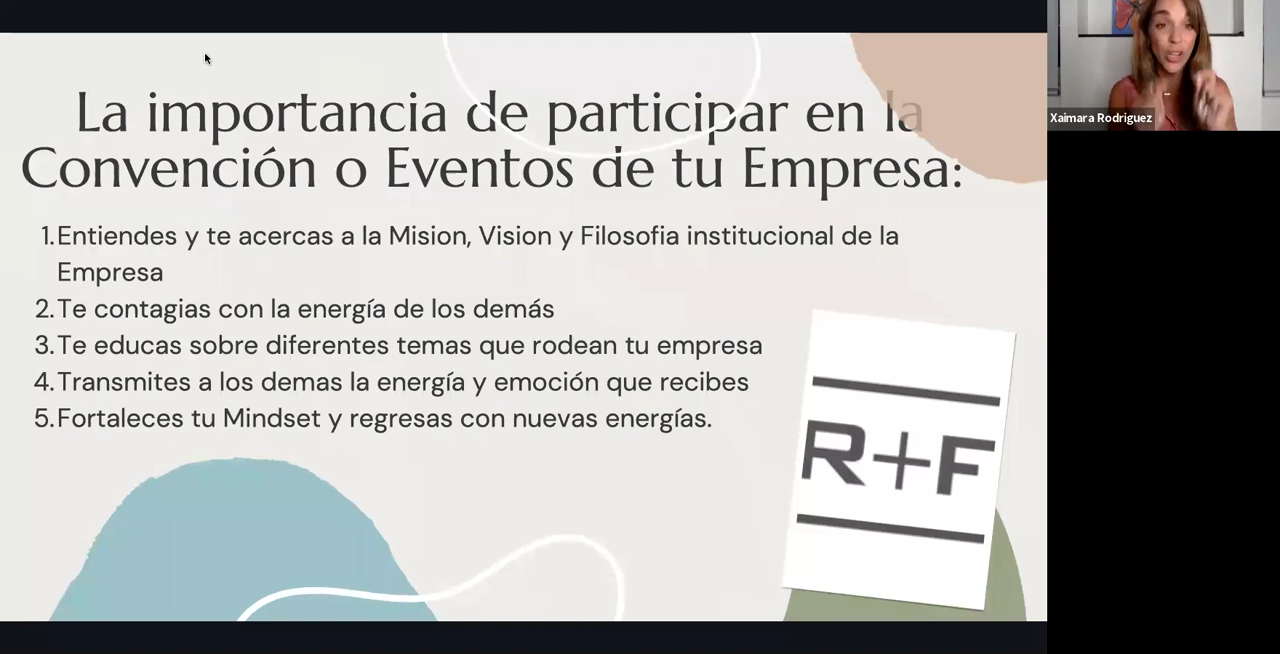 La importancia de participar en la
Convención o Eventos de tu Empresa:
1.Entiendes y te acercas a la Mision, Vision y Filosofia institucional de la
Empresa
2.Te contagias con la energía de los demás
3.Te educas sobre diferentes temas que rodean tu empresa
4.Transmites a los demas la energía y emoción que recibes
5.Fortaleces tu Mindset y regresas con nuevas energías.
R+F
Xaimara Rodriguez